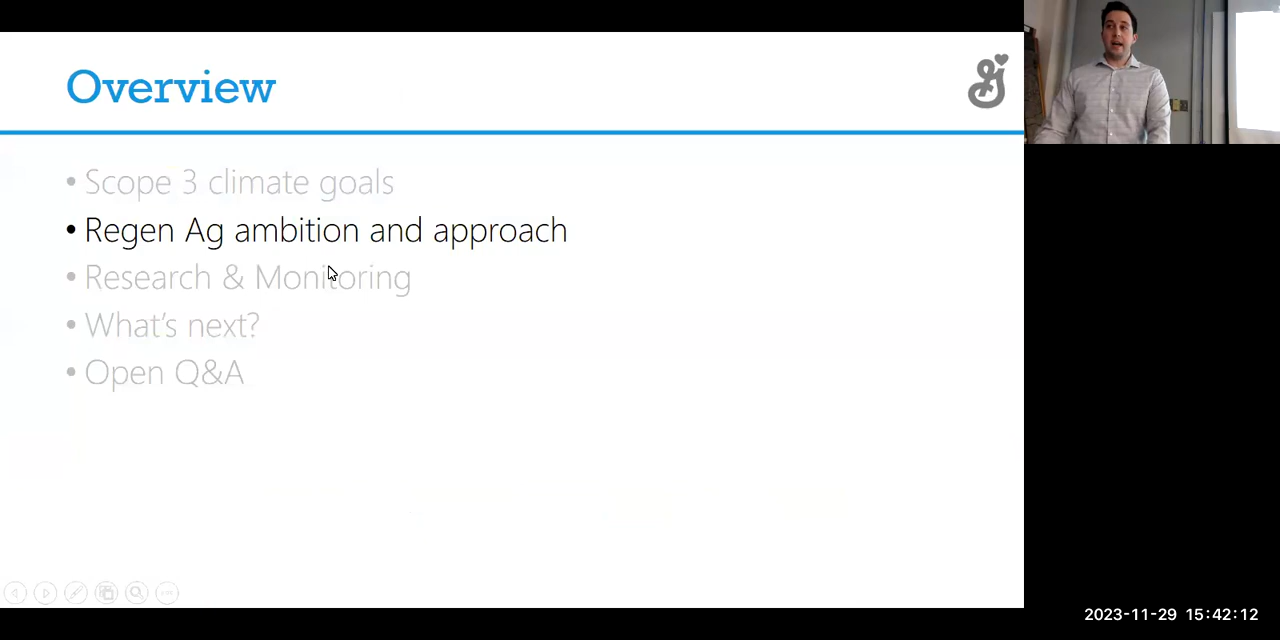 Overview
• Scope 3 climate goals
• Regen Ag ambition and approach
• Research & Monitoring
• What's next?
• Open Q&A
2023-11-29 15:42:12